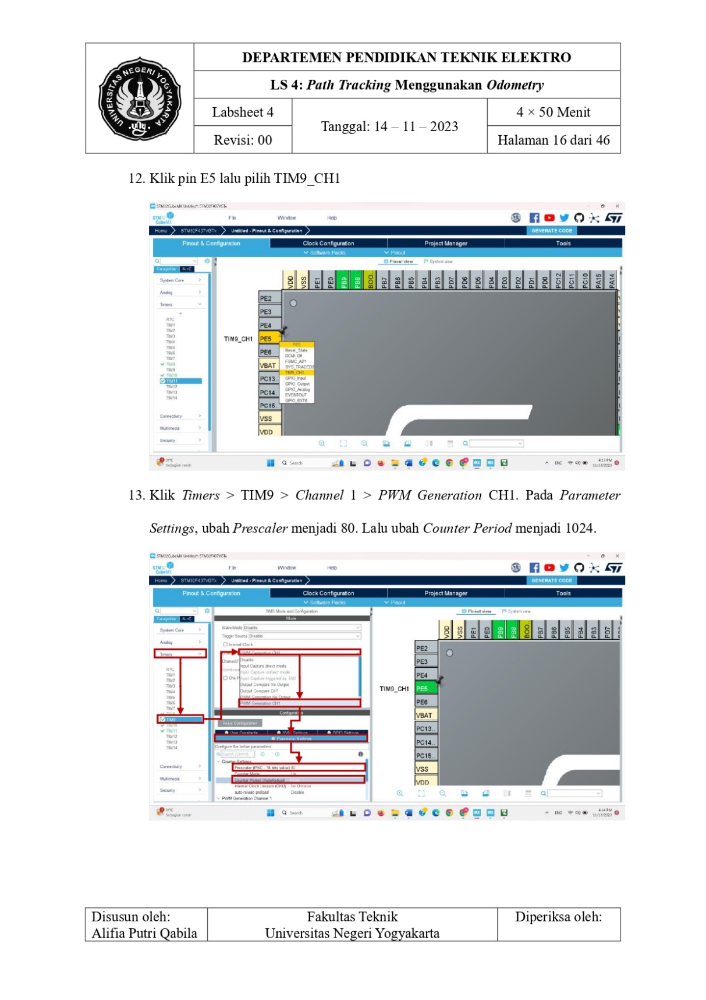 UNIVERSITAS NEGERI YOGYAKARTA
uny
DEPARTEMEN PENDIDIKAN TEKNIK ELEKTRO
LS 4: Path Tracking Menggunakan Odometry
Labsheet 4
Tanggal: 14 – 11 – 2023
4 × 50 Menit
Revisi: 00
Halaman 16 dari 46
12. Klik pin E5 lalu pilih TIM9_CH1
STM32CubeMX Untitled*: STM32F407VGTx
STM32
CubeMX
File Window Help
Home STM32F407VGTx Untitled - Pinout & Configuration GENERATE CODE
Pinout & Configuration Clock Configuration Project Manager Tools
Software Packs Pinout
Categories A->Z
Pinout view System view
System Core
Analog
Timers
RTC
TIM1
TIM2
TIM3
TIM4
TIM5
TIM6
TIM7
TIM8
TIM9
TIM10
TIM11
TIM12
TIM13
TIM14
Connectivity
Multimedia
Security
VDD VSS PE1 PE0 PB9 PB8 BOO.. PB7 PB6 PB5 PB4 PB3 PD7 PD6 PD5 PD4 PD3 PD2 PD1 PD0 PC12 PC11 PC10 PA15 PA14
PE2
PE3
PE4
TIM9_CH1 PE5
PE6
VBAT
PC13..
PC14..
PC15..
VSS
VDD
PE5
Reset_State
DCMI_D6
FSMC_A21
SYS_TRACED2
TIM9_CH1
GPIO_Input
GPIO_Output
GPIO_Analog
EVENTOUT
GPIO_EXTI5
31°C
Sebagian cerah
Search
ENG
4:13 PM
11/12/2023
13. Klik Timers > TIM9 > Channel 1 > PWM Generation CH1. Pada Parameter
Settings, ubah Prescaler menjadi 80. Lalu ubah Counter Period menjadi 1024.
STM32CubeMX Untitled*: STM32F407VGTx
STM32
CubeMX
File Window Help
Home STM32F407VGTx Untitled - Pinout & Configuration GENERATE CODE
Pinout & Configuration Clock Configuration Project Manager Tools
Software Packs Pinout
Categories A->Z
TIM9 Mode and Configuration
Pinout view System view
Mode
System Core
Analog
Timers
RTC
TIM1
TIM2
TIM3
TIM4
TIM5
TIM6
TIM7
TIM9
TIM10
TIM11
TIM12
TIM13
TIM14
Connectivity
Multimedia
Security
Slave Mode Disable
Trigger Source Disable
Internal Clock
PWM Generation CH1
Channel2
Disable
Input Capture direct mode
Combined
Input Capture indirect mode
One P
Input Capture triggered by TRC
Output Compare No Output
Output Compare CH1
PWM Generation No Output
PWM Generation CH1
Configuration
Reset Configuration
User Constants NVIC Settings GPIO Settings
Parameter Settings
Configure the below parameters
Search (Ctrl+F)
Counter Settings
Prescaler (PSC - 16 bits value) 80
Counter Mode Up
Counter Period (AutoReload
Internal Clock Division (CKD) No Division
auto-reload preload Disable
PWM Generation Channel 1
VDD VSS PE1 PE0 PB9 PB8 BOO.. PB7 PB6 PB5 PB4 PB3 PD7
PE2
PE3
PE4
TIM9_CH1 PE5
PE6
VBAT
PC13..
PC14..
PC15..
VSS
VDD
31°C
Sebagian cerah
Search
ENG
4:14 PM
11/12/2023
Disusun oleh:
Alifia Putri Qabila
Fakultas Teknik
Universitas Negeri Yogyakarta
Diperiksa oleh: